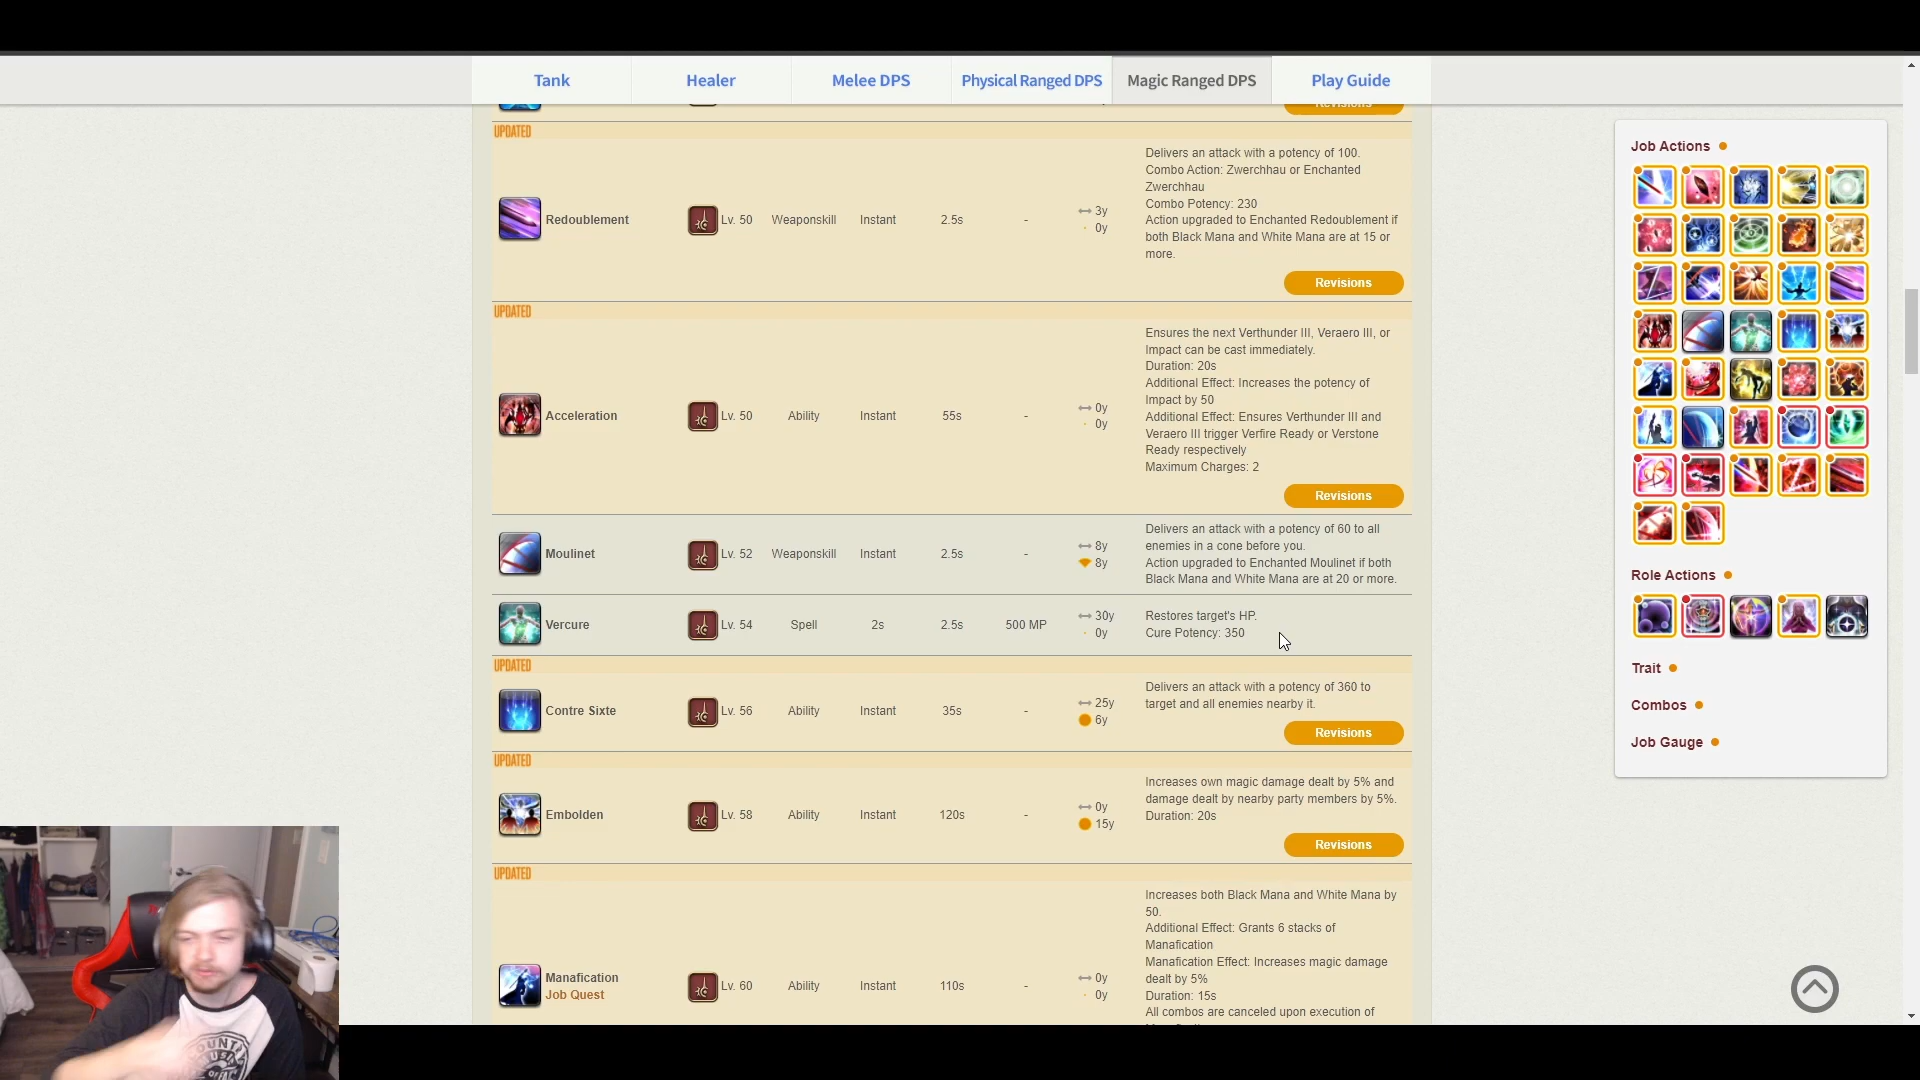 Tank
Healer
Melee DPS
Physical Ranged DPS
Magic Ranged DPS
Play Guide
Revisions
UPDATED
Redoublement
Lv. 50
Weaponskill
Instant
2.5s
-
3y
0y
Delivers an attack with a potency of 100.
Combo Action: Zwerchhau or Enchanted
Zwerchhau
Combo Potency: 230
Action upgraded to Enchanted Redoublement if
both Black Mana and White Mana are at 15 or
more.
Revisions
UPDATED
Acceleration
Lv. 50
Ability
Instant
55s
-
0y
0y
Ensures the next Verthunder III, Veraero III, or
Impact can be cast immediately.
Duration: 20s
Additional Effect: Increases the potency of
Impact by 50
Additional Effect: Ensures Verthunder III and
Veraero III trigger Verfire Ready or Verstone
Ready respectively
Maximum Charges: 2
Revisions
Moulinet
Lv. 52
Weaponskill
Instant
2.5s
-
8y
8y
Delivers an attack with a potency of 60 to all
enemies in a cone before you.
Action upgraded to Enchanted Moulinet if both
Black Mana and White Mana are at 20 or more.
Vercure
Lv. 54
Spell
2s
2.5s
500 MP
30y
0y
Restores target's HP.
Cure Potency: 350
UPDATED
Contre Sixte
Lv. 56
Ability
Instant
35s
-
25y
6y
Delivers an attack with a potency of 360 to
target and all enemies nearby it.
Revisions
UPDATED
Embolden
Lv. 58
Ability
Instant
120s
-
0y
15y
Increases own magic damage dealt by 5% and
damage dealt by nearby party members by 5%.
Duration: 20s
Revisions
UPDATED
Manafication
Job Quest
Lv. 60
Ability
Instant
110s
-
0y
0y
Increases both Black Mana and White Mana by
50.
Additional Effect: Grants 6 stacks of
Manafication
Manafication Effect: Increases magic damage
dealt by 5%
Duration: 15s
All combos are canceled upon execution of
Job Actions
Role Actions
Trait
Combos
Job Gauge